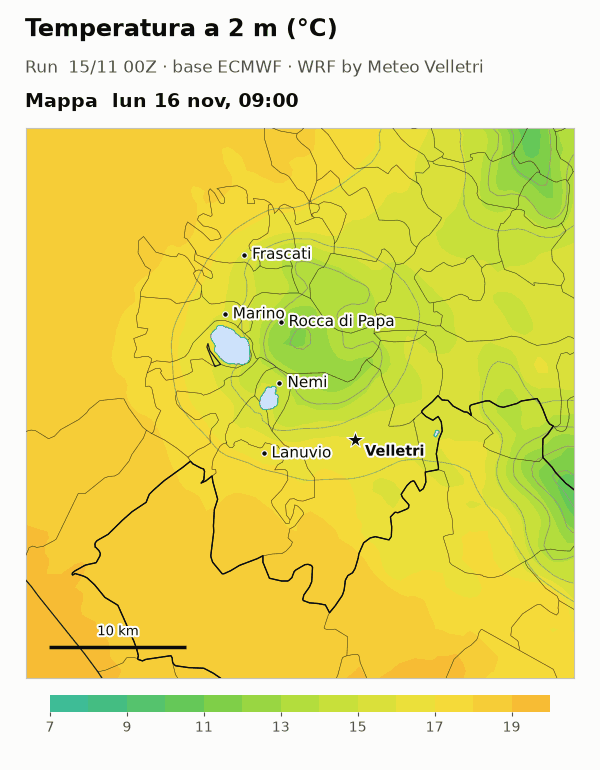 Temperatura a 2 m (°C)
Run  15/11 00Z · base ECMWF · WRF by Meteo Velletri
Mappa  lun 16 nov, 09:00
Frascati
Marino
Rocca di Papa
Nemi
Velletri
Lanuvio
10 km
7 9 11 13 15 17 19